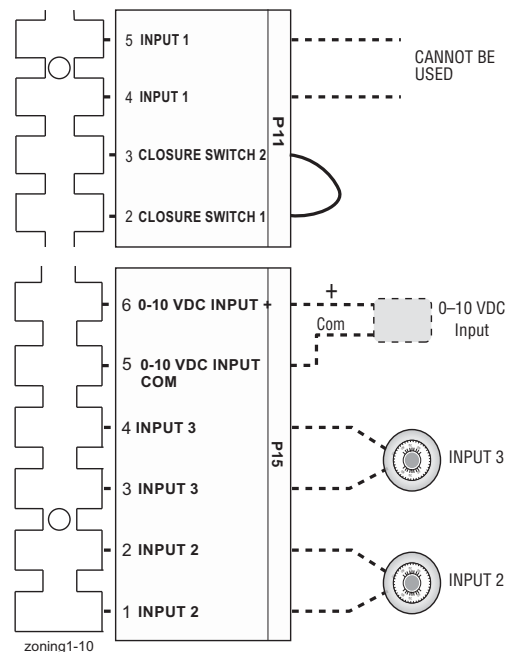 5 INPUT 1
CANNOT BE
USED
4 INPUT 1
P11
3 CLOSURE SWITCH 2
2 CLOSURE SWITCH 1
6 0-10 VDC INPUT +
+
0–10 VDC
Input
Com
5 0-10 VDC INPUT
COM
4 INPUT 3
P15
INPUT 3
3 INPUT 3
2 INPUT 2
INPUT 2
1 INPUT 2
zoning1-10